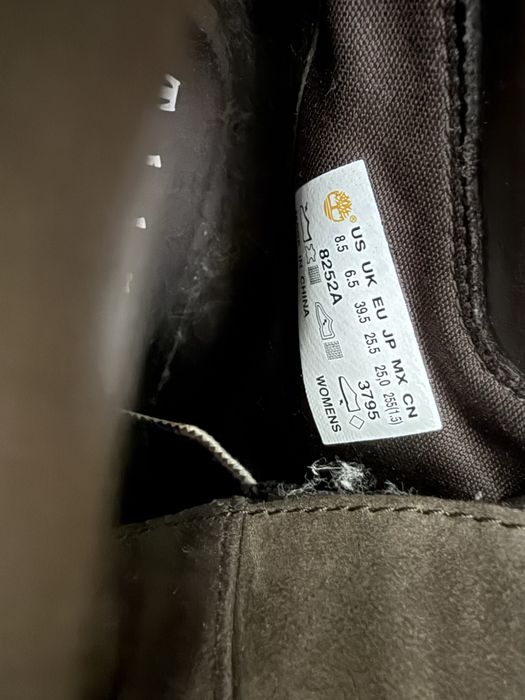 ®
US UK EU JP MX CN
8.5 6.5 39.5 25.5 25.0 255(1.5)
8252A 3795
IN CHINA WOMENS